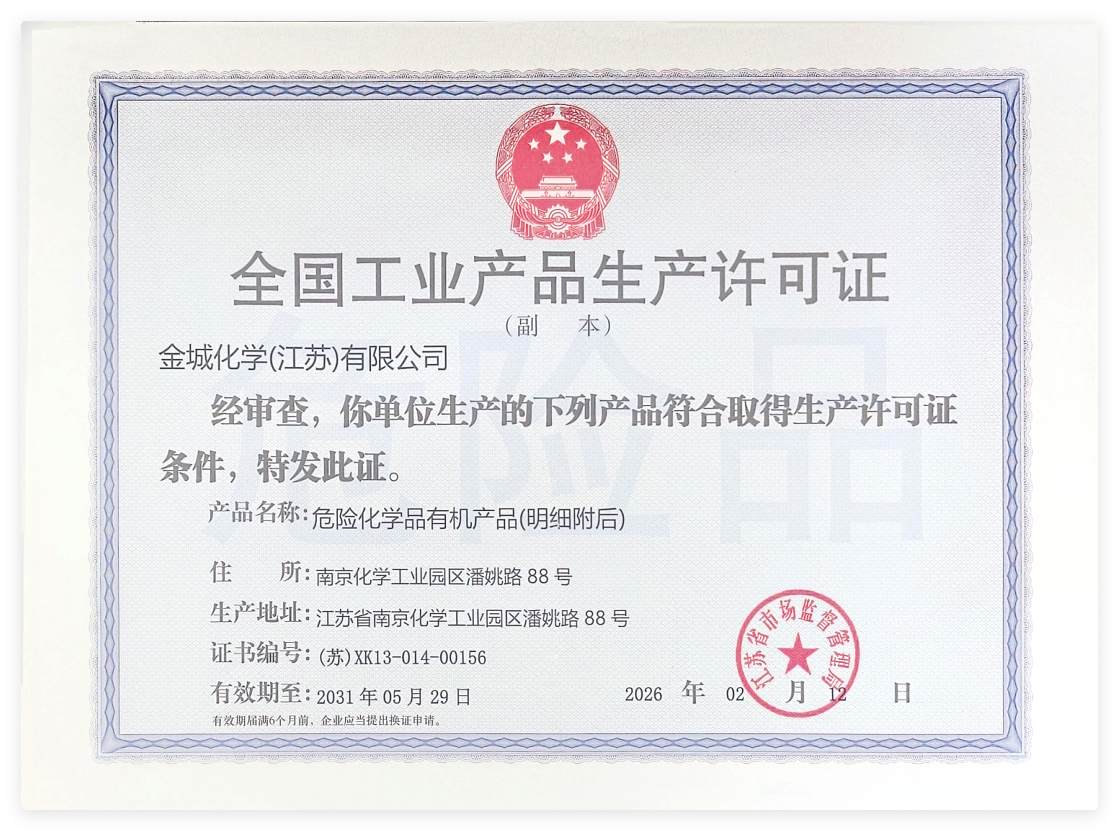 全国工业产品生产许可证
(副 本)
金城化学(江苏)有限公司
经审查，你单位生产的下列产品符合取得生产许可证
条件，特发此证。
产品名称:危险化学品有机产品(明细附后)
住 所:南京化学工业园区潘姚路 88 号
生产地址:江苏省南京化学工业园区潘姚路 88 号
证书编号:(苏)XK13-014-00156
有效期至:2031 年 05 月 29 日
2026 年 02 月 12 日
有效期届满6个月前，企业应当提出换证申请。
江苏省市场监督管理局
危险品